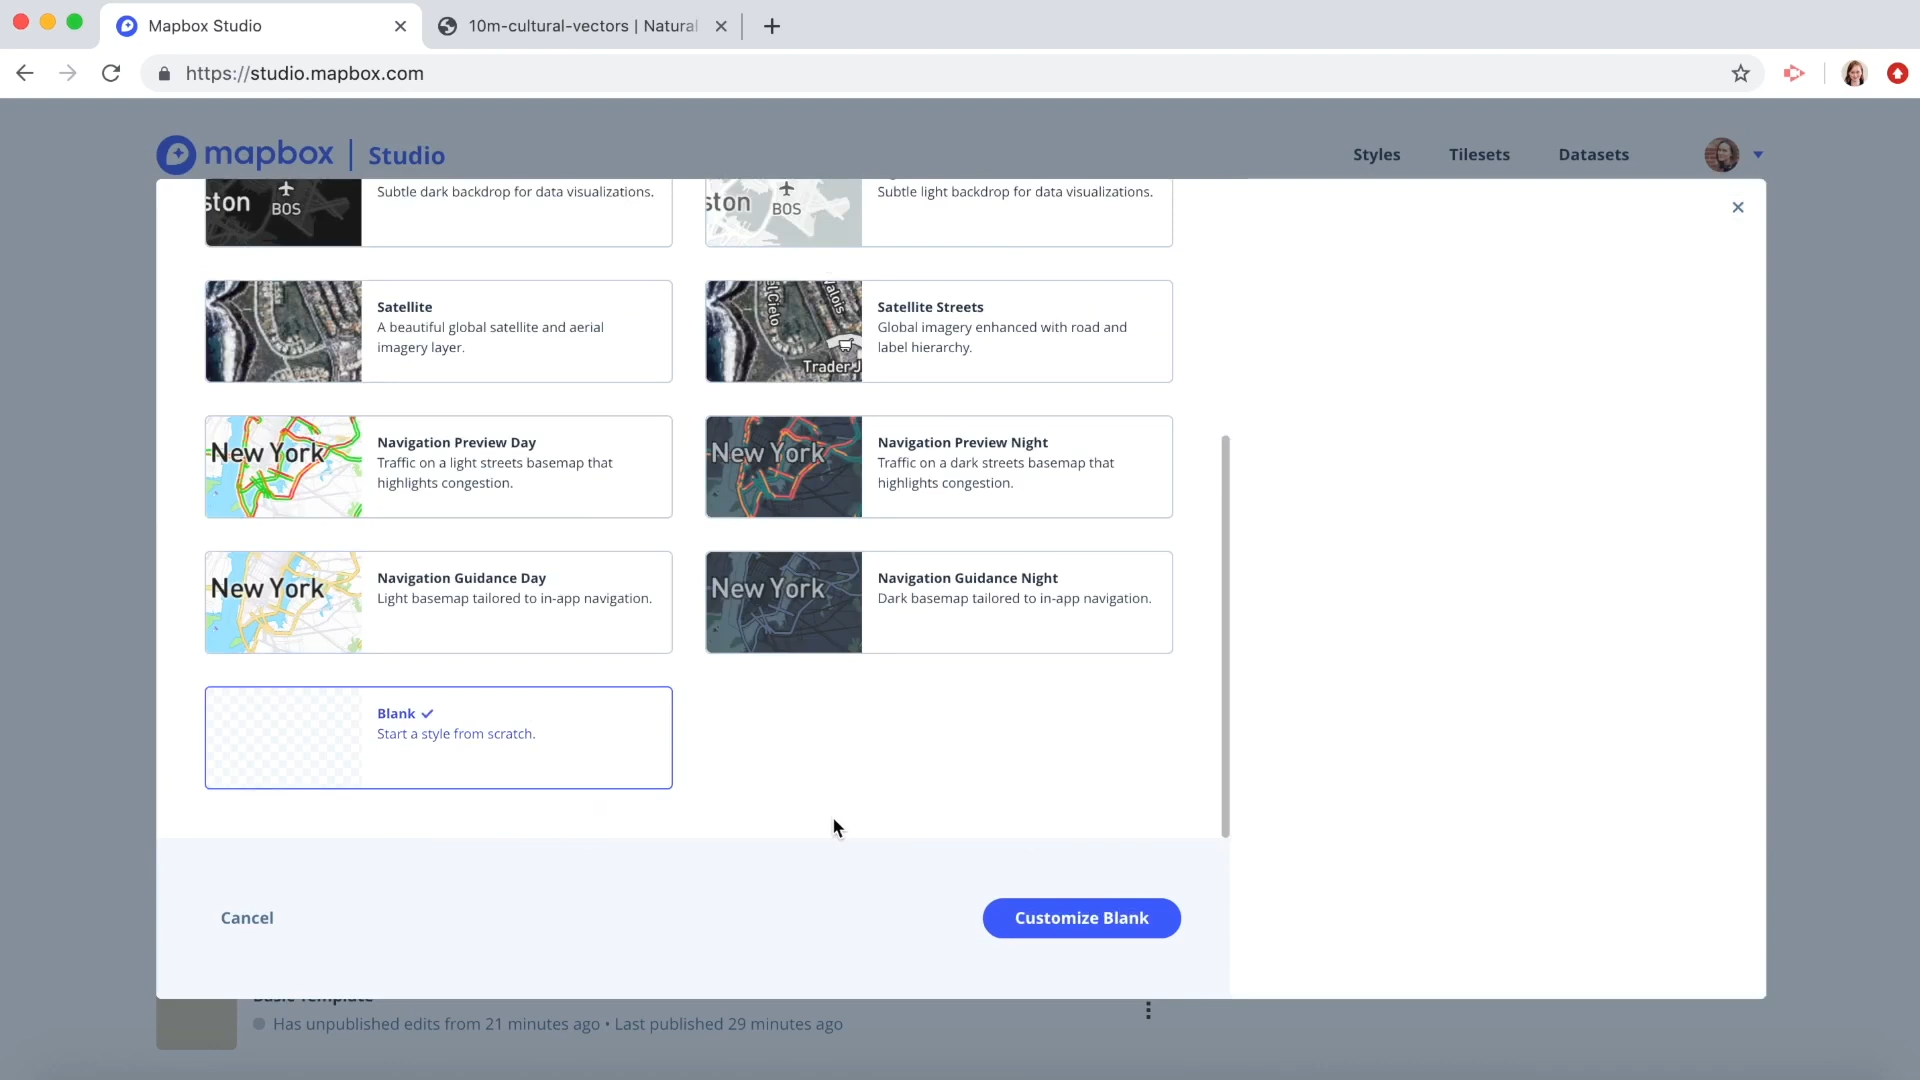 Mapbox Studio
10m-cultural-vectors | Natural
https://studio.mapbox.com
mapbox | Studio
Styles
Tilesets
Datasets
ston
BOS
Subtle dark backdrop for data visualizations.
ston
BOS
Subtle light backdrop for data visualizations.
Satellite
A beautiful global satellite and aerial
imagery layer.
el Cielo
Valois
Trader J
Satellite Streets
Global imagery enhanced with road and
label hierarchy.
New York
Navigation Preview Day
Traffic on a light streets basemap that
highlights congestion.
New York
Navigation Preview Night
Traffic on a dark streets basemap that
highlights congestion.
New York
Navigation Guidance Day
Light basemap tailored to in-app navigation.
New York
Navigation Guidance Night
Dark basemap tailored to in-app navigation.
Blank
Start a style from scratch.
Cancel
Customize Blank
Basic Template
Has unpublished edits from 21 minutes ago • Last published 29 minutes ago